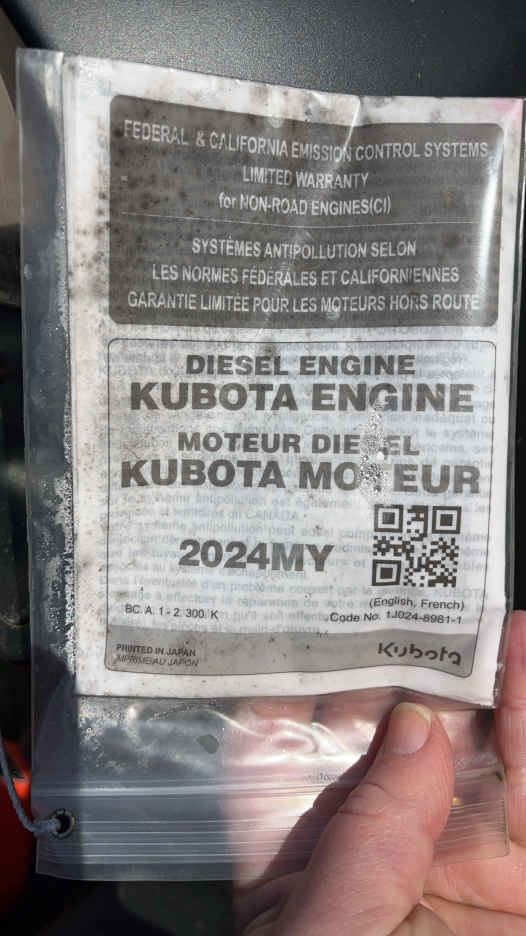 FEDERAL & CALIFORNIA EMISSION CONTROL SYSTEMS
LIMITED WARRANTY
for NON-ROAD ENGINES(CI)
SYSTÈMES ANTIPOLLUTION SELON
LES NORMES FÉDÉRALES ET CALIFORNIENNES
GARANTIE LIMITÉE POUR LES MOTEURS HORS ROUTE
DIESEL ENGINE
KUBOTA ENGINE
MOTEUR DIESEL
KUBOTA MOTEUR
2024MY
(English, French)
BC. A. 1 - 2. 300. K
Code No. 1J024-8981-1
PRINTED IN JAPAN
IMPRIMÉ AU JAPON
Kubota